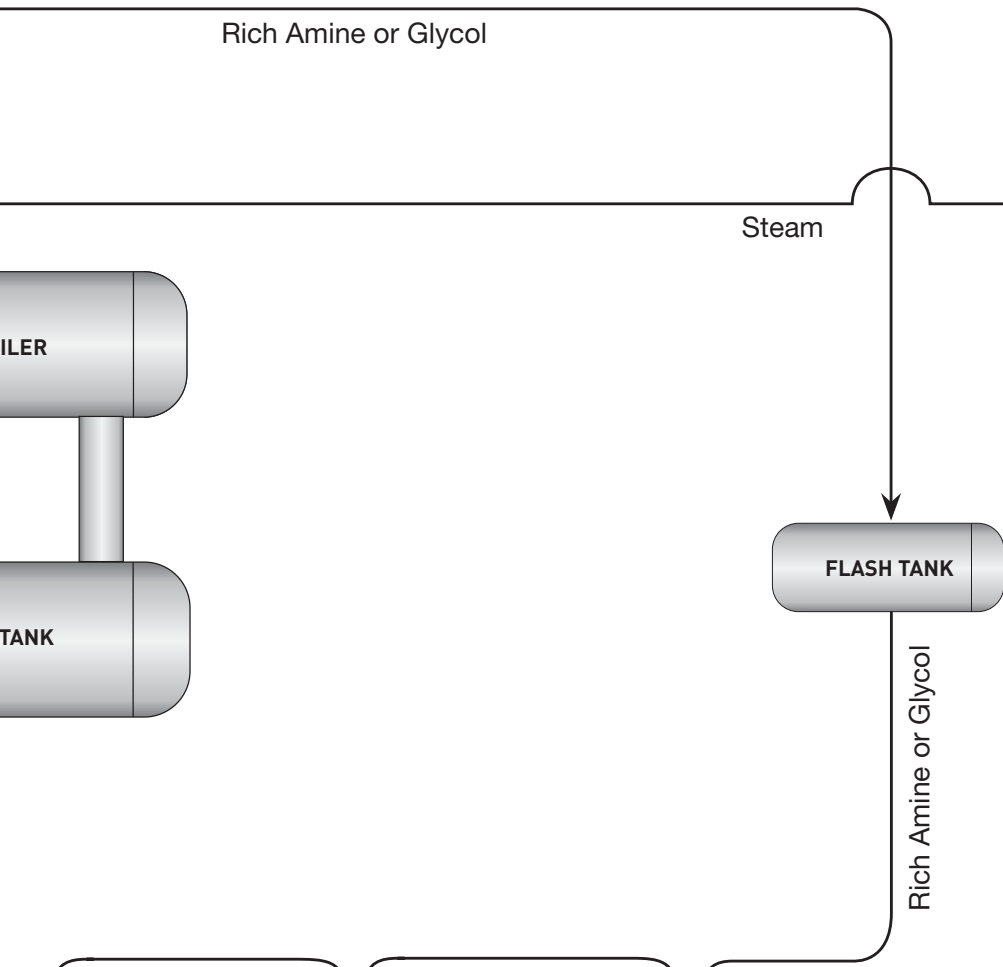 Rich Amine or Glycol
Steam
ILER
FLASH TANK
TANK
Rich Amine or Glycol